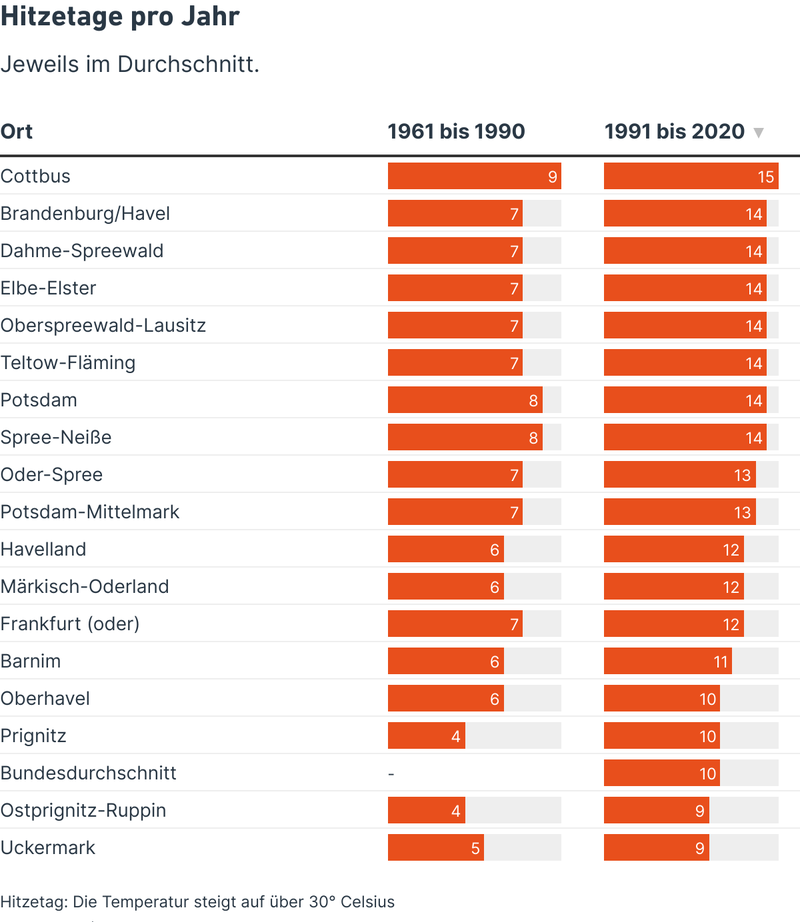 Hitzetage pro Jahr
Jeweils im Durchschnitt.
Ort 1961 bis 1990 1991 bis 2020 ▼
Cottbus 9 15
Brandenburg/Havel 7 14
Dahme-Spreewald 7 14
Elbe-Elster 7 14
Oberspreewald-Lausitz 7 14
Teltow-Fläming 7 14
Potsdam 8 14
Spree-Neiße 8 14
Oder-Spree 7 13
Potsdam-Mittelmark 7 13
Havelland 6 12
Märkisch-Oderland 6 12
Frankfurt (oder) 7 12
Barnim 6 11
Oberhavel 6 10
Prignitz 4 10
Bundesdurchschnitt - 10
Ostprignitz-Ruppin 4 9
Uckermark 5 9
Hitzetag: Die Temperatur steigt auf über 30° Celsius